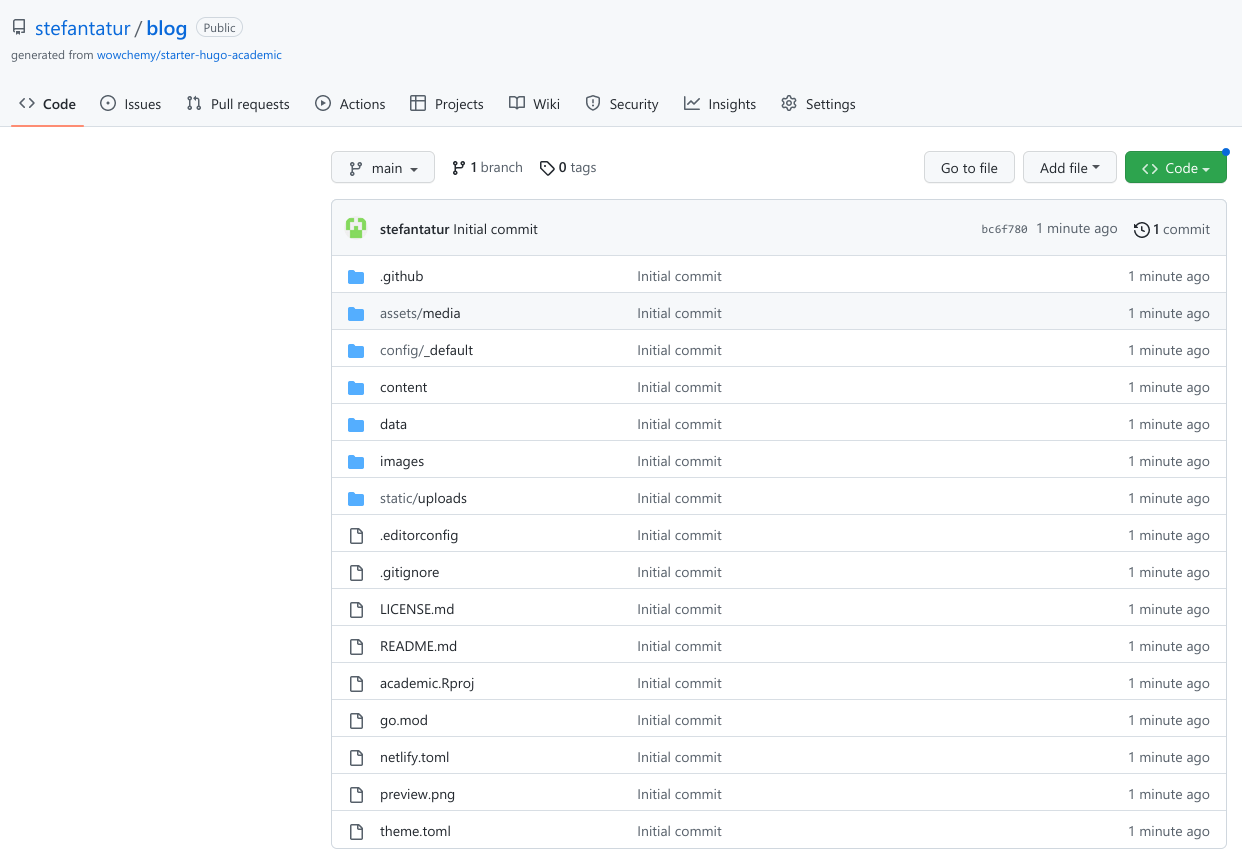 stefantatur / blog Public
generated from wowchemy/starter-hugo-academic
Code Issues Pull requests Actions Projects Wiki Security Insights Settings
main 1 branch 0 tags Go to file Add file Code
stefantatur Initial commit bc6f780 1 minute ago 1 commit
.github Initial commit 1 minute ago
assets/media Initial commit 1 minute ago
config/_default Initial commit 1 minute ago
content Initial commit 1 minute ago
data Initial commit 1 minute ago
images Initial commit 1 minute ago
static/uploads Initial commit 1 minute ago
.editorconfig Initial commit 1 minute ago
.gitignore Initial commit 1 minute ago
LICENSE.md Initial commit 1 minute ago
README.md Initial commit 1 minute ago
academic.Rproj Initial commit 1 minute ago
go.mod Initial commit 1 minute ago
netlify.toml Initial commit 1 minute ago
preview.png Initial commit 1 minute ago
theme.toml Initial commit 1 minute ago